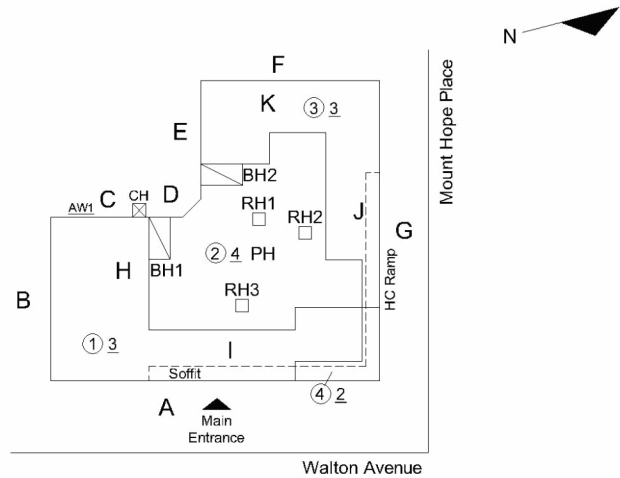 N
F
Mount Hope Place
K
③ 3
E
BH2
C
CH
D
AW1
RH1
RH2
J
G
② 4 PH
H
BH1
B
HC Ramp
RH3
① 3
I
Soffit
④ 2
A
Main
Entrance
Walton Avenue